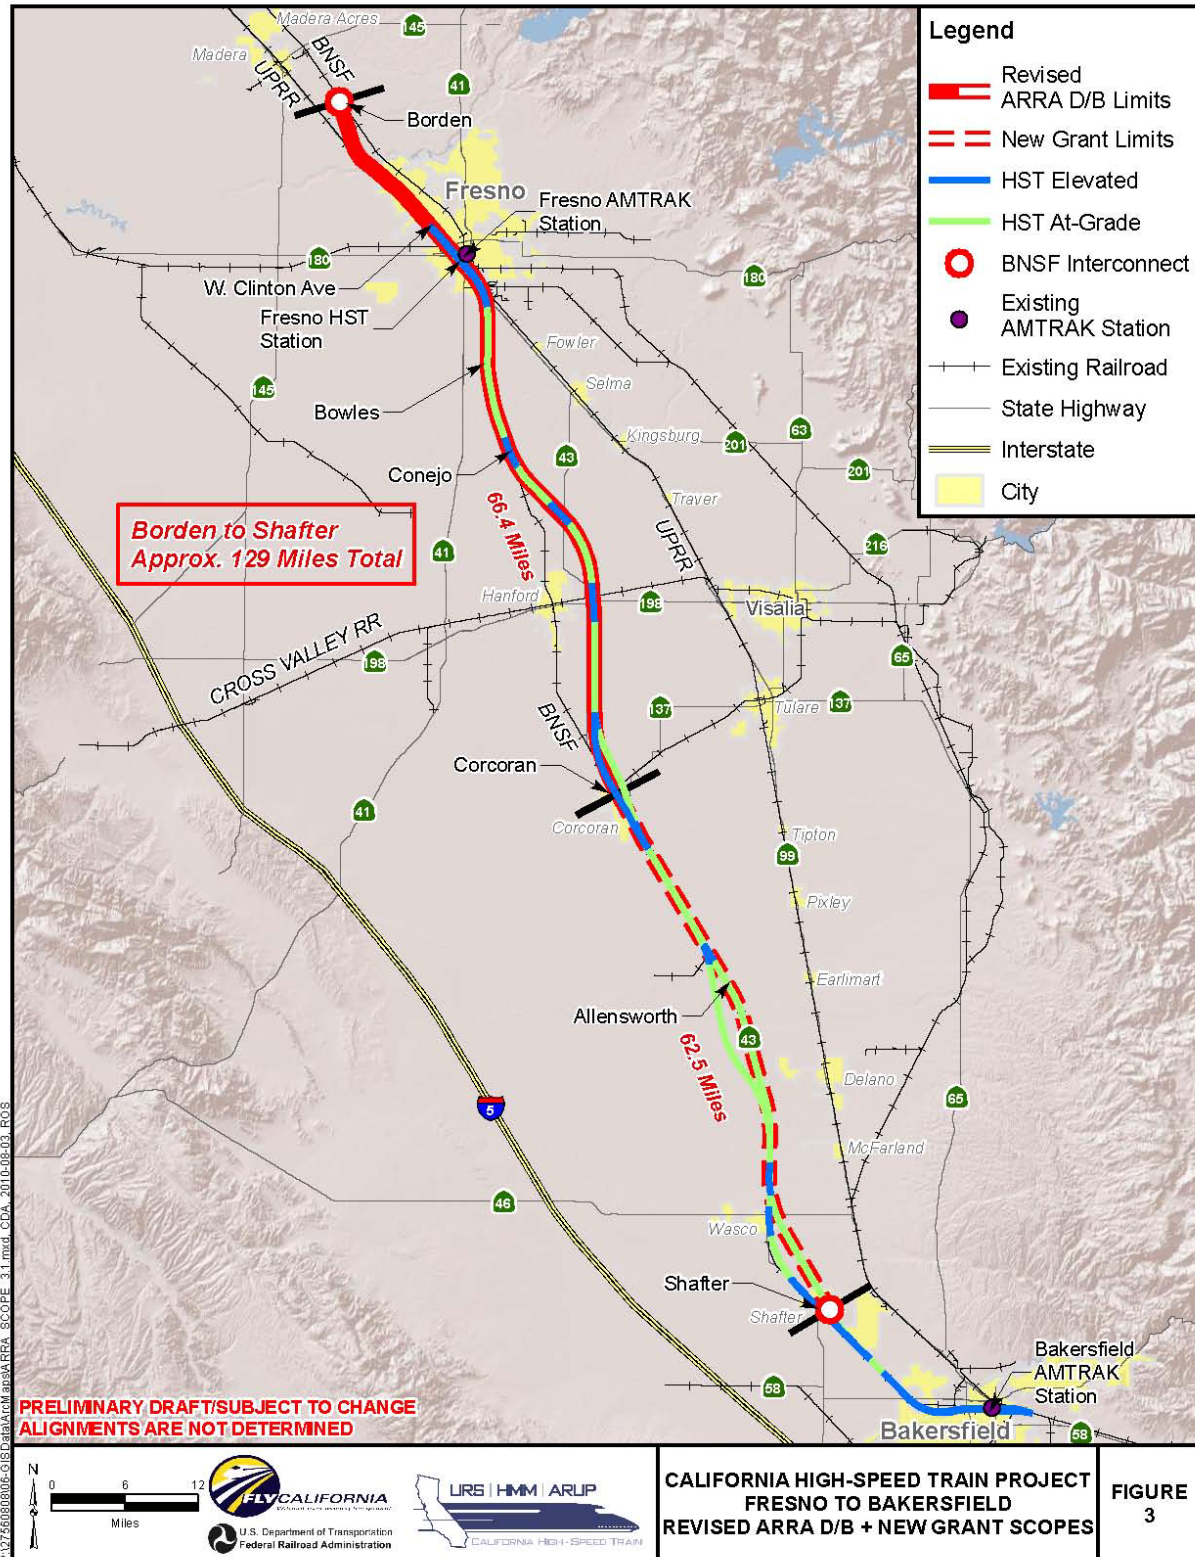 Legend
Revised
ARRA D/B Limits
New Grant Limits
HST Elevated
HST At-Grade
BNSF Interconnect
Existing
AMTRAK Station
Existing Railroad
State Highway
Interstate
City
Madera Acres
145
Madera
BNSF
UPRR
41
Borden
Fresno
Fresno AMTRAK
Station
180
180
W. Clinton Ave
Fresno HST
Station
Fowler
145
Selma
Bowles
Kingsburg
201
63
43
201
Conejo
Traver
66.4 Miles
Borden to Shafter
Approx. 129 Miles Total
UPRR
41
216
Hanford
198
Visalia
CROSS VALLEY RR
198
65
137
Tulare
137
BNSF
Corcoran
41
Corcoran
Tipton
99
Pixley
Earlimart
Allensworth
43
62.5 Miles
Delano
65
5
McFarland
46
Wasco
Shafter
Shafter
Bakersfield
AMTRAK
Station
58
Bakersfield
58
PRELIMINARY DRAFT/SUBJECT TO CHANGE
ALIGNMENTS ARE NOT DETERMINED
N
0 6 12
Miles
FLY CALIFORNIA
U.S. Department of Transportation
Federal Railroad Administration
URS | HMM | ARUP
CALIFORNIA HIGH-SPEED TRAIN
CALIFORNIA HIGH-SPEED TRAIN PROJECT
FRESNO TO BAKERSFIELD
REVISED ARRA D/B + NEW GRANT SCOPES
FIGURE
3